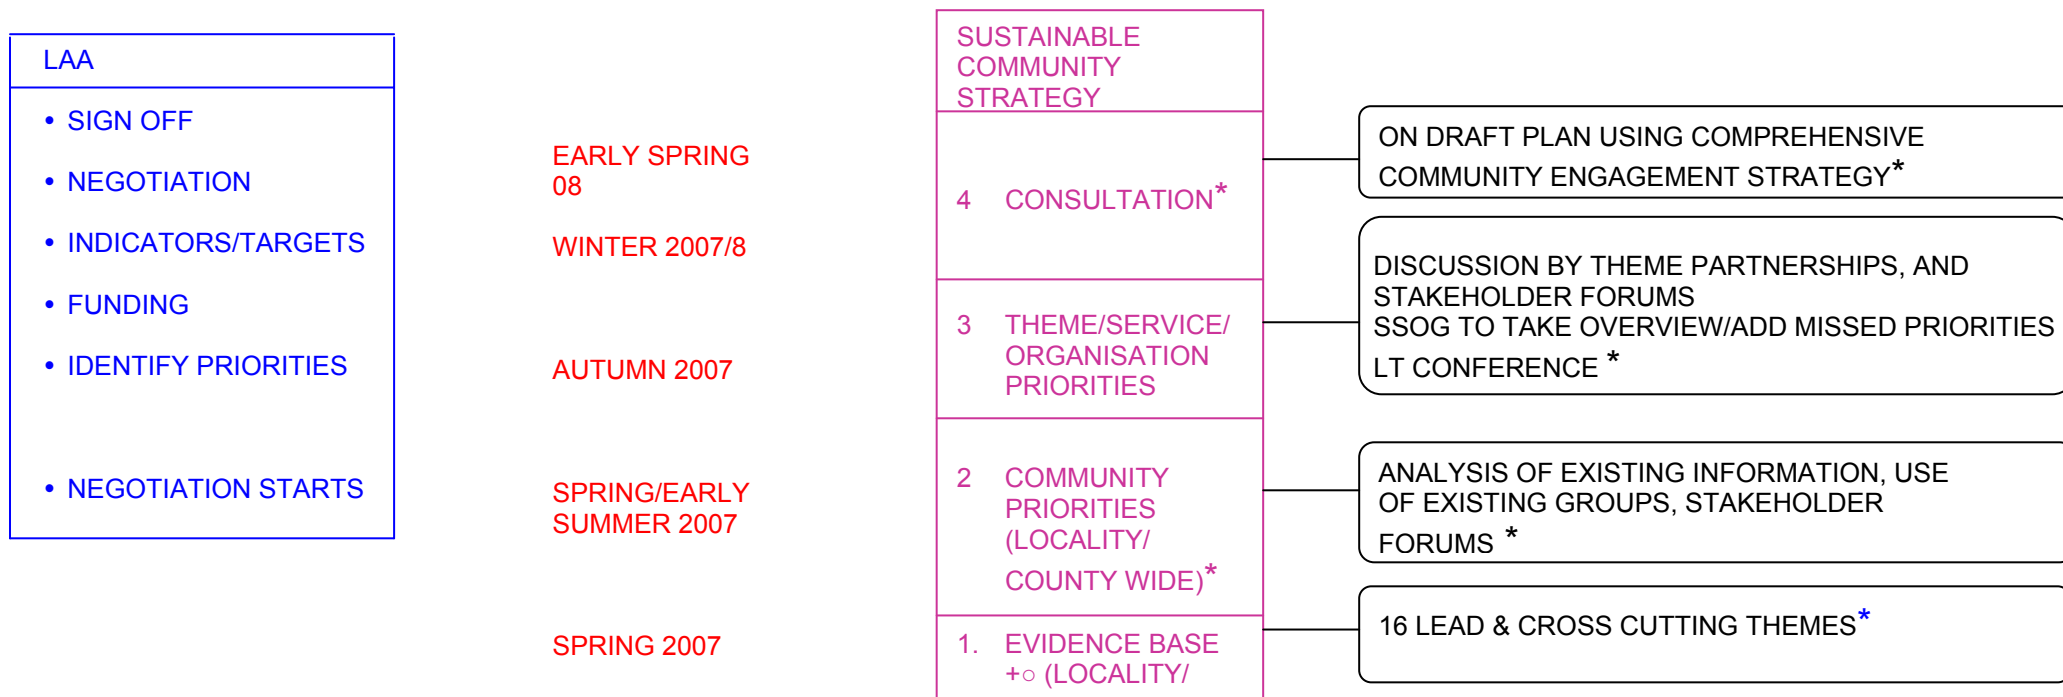 LAA
• SIGN OFF
• NEGOTIATION
• INDICATORS/TARGETS
• FUNDING
• IDENTIFY PRIORITIES
• NEGOTIATION STARTS
EARLY SPRING
08
WINTER 2007/8
AUTUMN 2007
SPRING/EARLY
SUMMER 2007
SPRING 2007
SUSTAINABLE
COMMUNITY
STRATEGY
4 CONSULTATION*
3 THEME/SERVICE/
ORGANISATION
PRIORITIES
2 COMMUNITY
PRIORITIES
(LOCALITY/
COUNTY WIDE)*
1. EVIDENCE BASE
+○ (LOCALITY/
ON DRAFT PLAN USING COMPREHENSIVE
COMMUNITY ENGAGEMENT STRATEGY*
DISCUSSION BY THEME PARTNERSHIPS, AND
STAKEHOLDER FORUMS
SSOG TO TAKE OVERVIEW/ADD MISSED PRIORITIES
LT CONFERENCE *
ANALYSIS OF EXISTING INFORMATION, USE
OF EXISTING GROUPS, STAKEHOLDER
FORUMS *
16 LEAD & CROSS CUTTING THEMES*